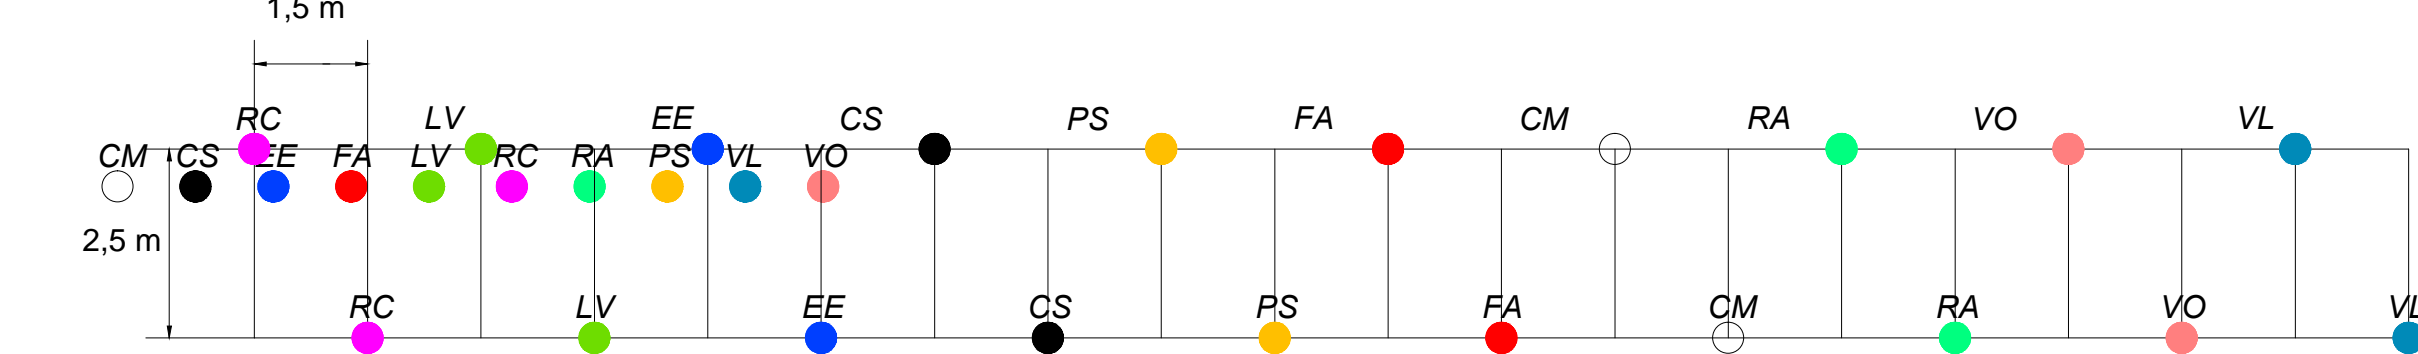 1,5 m
RC LV EE CS PS FA CM RA VO VL
CM CS EE FA LV RC RA PS VL VO
2,5 m
RC LV EE CS PS FA CM RA VO VL